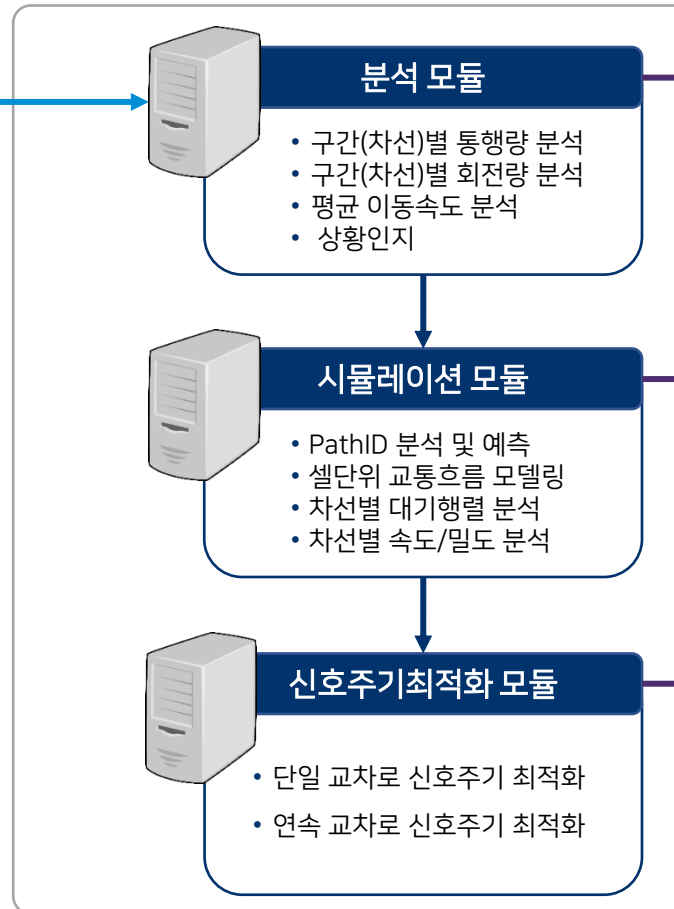 분석 모듈
• 구간(차선)별 통행량 분석
• 구간(차선)별 회전량 분석
• 평균 이동속도 분석
• 상황인지
시뮬레이션 모듈
• PathID 분석 및 예측
• 셀단위 교통흐름 모델링
• 차선별 대기행렬 분석
• 차선별 속도/밀도 분석
신호주기최적화 모듈
• 단일 교차로 신호주기 최적화
• 연속 교차로 신호주기 최적화